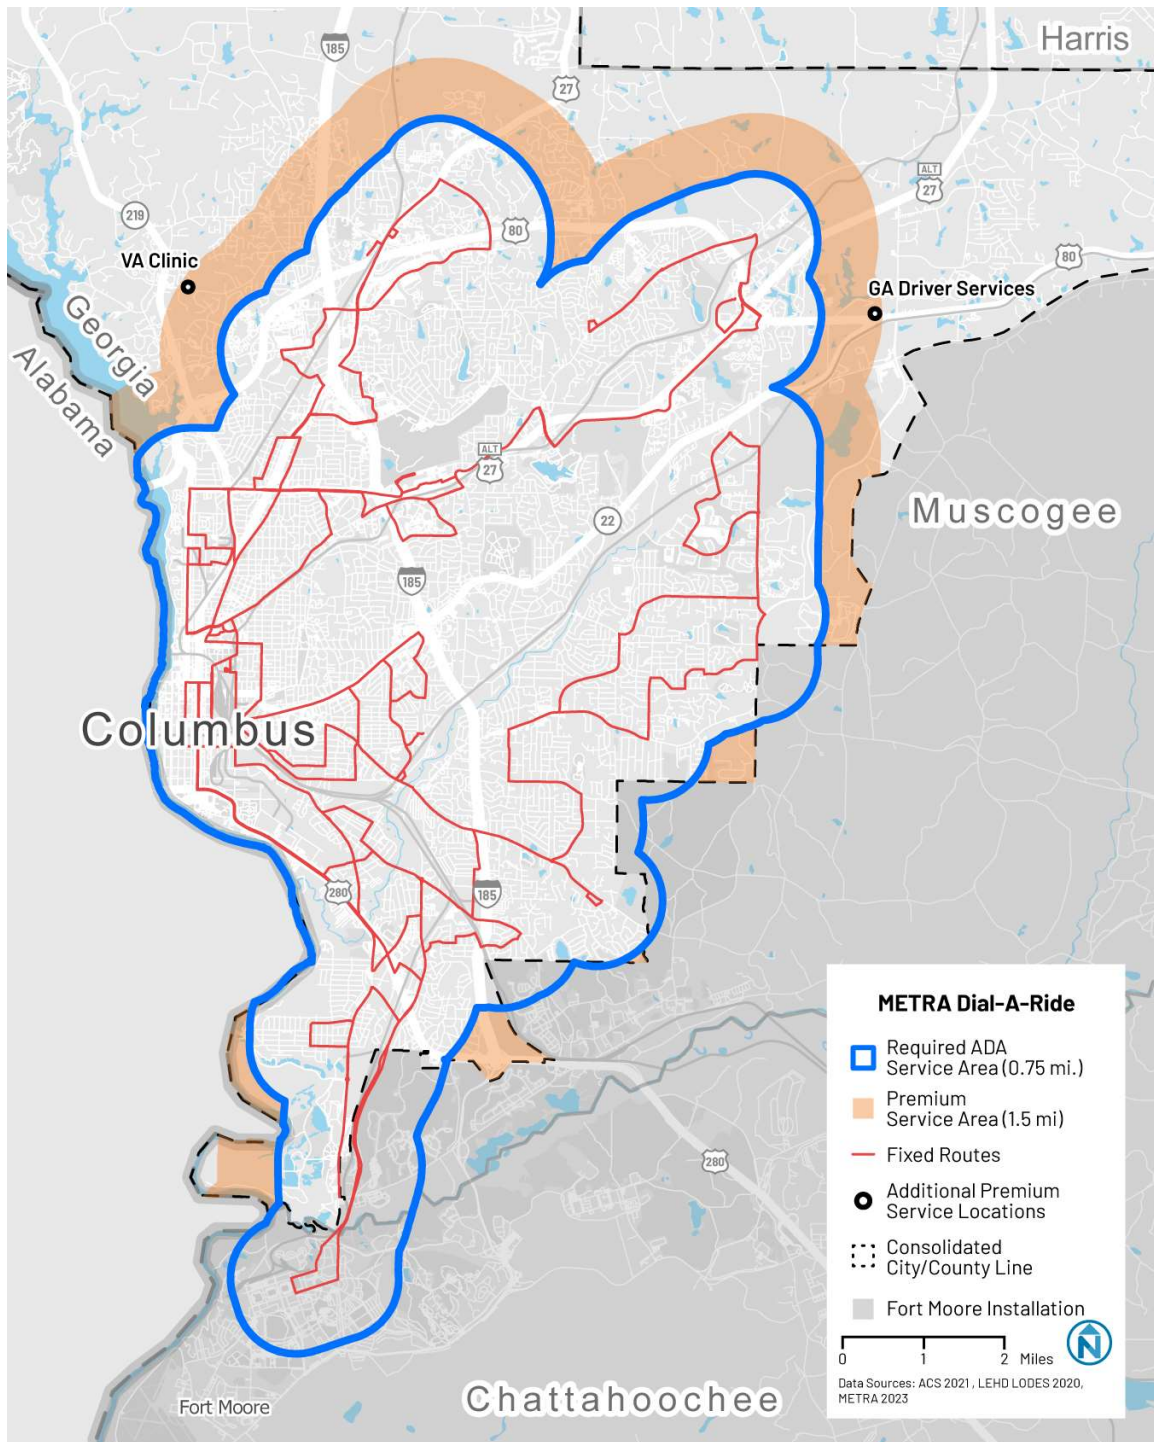 Harris
185
27
ALT
27
219
80
VA Clinic
80
GA Driver Services
Georgia
Alabama
ALT
27
Muscogee
22
185
Columbus
280
185
METRA Dial-A-Ride
Required ADA
Service Area (0.75 mi.)
Premium
Service Area (1.5 mi)
Fixed Routes
Additional Premium
Service Locations
Consolidated
City/County Line
Fort Moore Installation
0 1 2 Miles
N
Data Sources: ACS 2021 , LEHD LODES 2020,
METRA 2023
280
Chattahoochee
Fort Moore